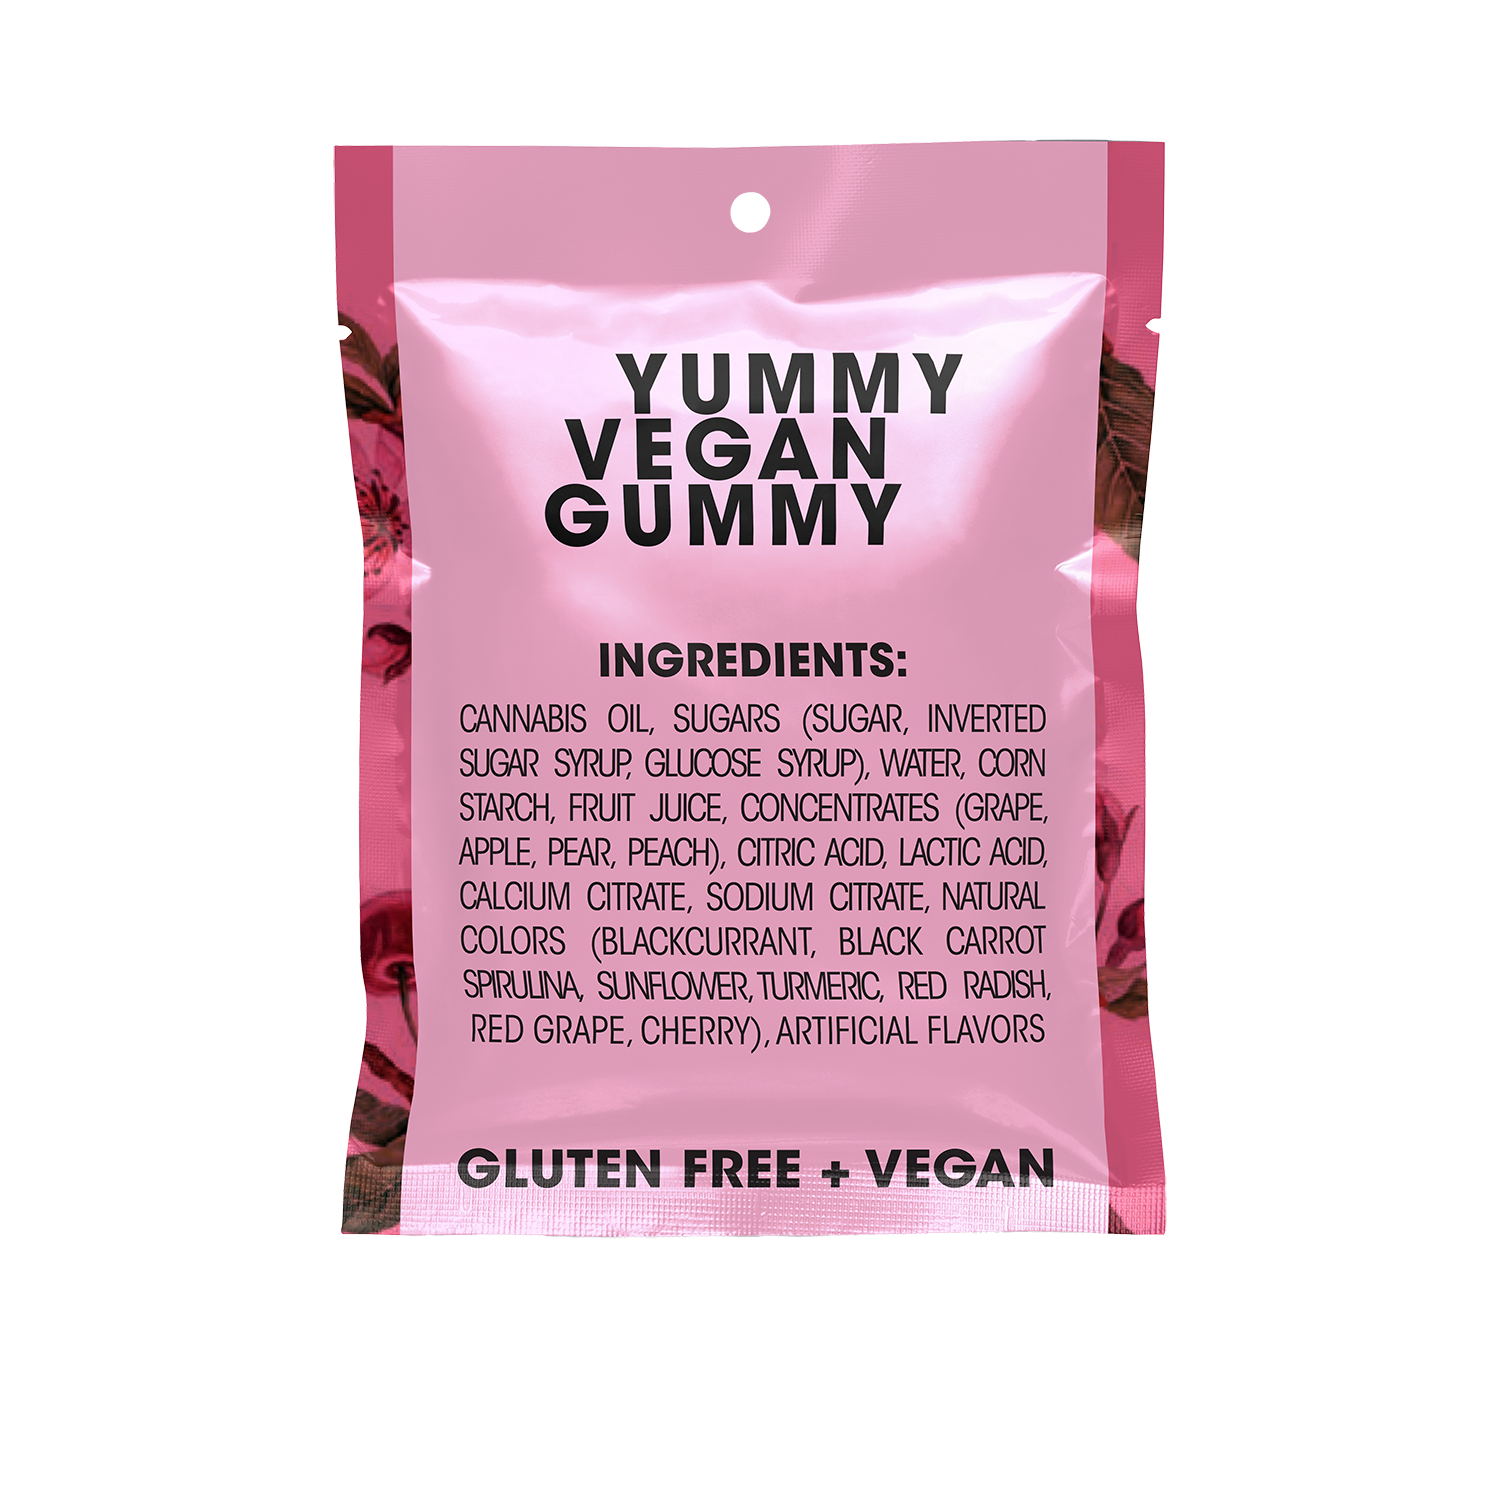 YUMMY
VEGAN
GUMMY
INGREDIENTS:
CANNABIS OIL, SUGARS (SUGAR, INVERTED
SUGAR SYRUP, GLUCOSE SYRUP), WATER, CORN
STARCH, FRUIT JUICE, CONCENTRATES (GRAPE,
APPLE, PEAR, PEACH), CITRIC ACID, LACTIC ACID,
CALCIUM CITRATE, SODIUM CITRATE, NATURAL
COLORS (BLACKCURRANT, BLACK CARROT
SPIRULINA, SUNFLOWER, TURMERIC, RED RADISH,
RED GRAPE, CHERRY), ARTIFICIAL FLAVORS
GLUTEN FREE + VEGAN